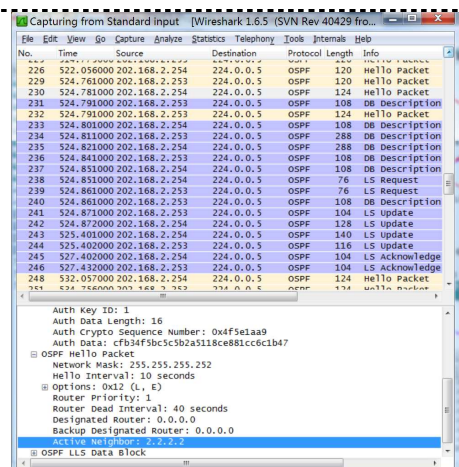 Capturing from Standard input [Wireshark 1.6.5 (SVN Rev 40429 fro...
File Edit View Go Capture Analyze Statistics Telephony Tools Internals Help
No. Time Source Destination Protocol Length Info
226 522.056000 202.168.2.254 224.0.0.5 OSPF 120 Hello Packet
229 524.761000 202.168.2.253 224.0.0.5 OSPF 120 Hello Packet
230 524.781000 202.168.2.254 224.0.0.5 OSPF 124 Hello Packet
231 524.791000 202.168.2.253 224.0.0.5 OSPF 108 DB Description
232 524.791000 202.168.2.253 224.0.0.5 OSPF 124 Hello Packet
233 524.801000 202.168.2.254 224.0.0.5 OSPF 108 DB Description
234 524.811000 202.168.2.253 224.0.0.5 OSPF 288 DB Description
235 524.821000 202.168.2.254 224.0.0.5 OSPF 288 DB Description
236 524.841000 202.168.2.253 224.0.0.5 OSPF 108 DB Description
237 524.851000 202.168.2.254 224.0.0.5 OSPF 108 DB Description
238 524.851000 202.168.2.254 224.0.0.5 OSPF 76 LS Request
239 524.861000 202.168.2.253 224.0.0.5 OSPF 76 LS Request
240 524.861000 202.168.2.253 224.0.0.5 OSPF 108 DB Description
241 524.871000 202.168.2.253 224.0.0.5 OSPF 104 LS Update
242 524.872000 202.168.2.254 224.0.0.5 OSPF 128 LS Update
243 525.401000 202.168.2.253 224.0.0.5 OSPF 140 LS Update
244 525.402000 202.168.2.254 224.0.0.5 OSPF 116 LS Update
245 527.402000 202.168.2.253 224.0.0.5 OSPF 104 LS Acknowledge
246 527.432000 202.168.2.254 224.0.0.5 OSPF 104 LS Acknowledge
248 532.057000 202.168.2.254 224.0.0.5 OSPF 124 Hello Packet
251 534.756000 202.168.2.253 224.0.0.5 OSPF 124 Hello Packet
Auth Key ID: 1
Auth Data Length: 16
Auth Crypto Sequence Number: 0x4f5e1aa9
Auth Data: cfb34f5bc5c5b2a5118ce881cc6c1b47
OSPF Hello Packet
Network Mask: 255.255.255.252
Hello Interval: 10 seconds
Options: 0x12 (L, E)
Router Priority: 1
Router Dead Interval: 40 seconds
Designated Router: 0.0.0.0
Backup Designated Router: 0.0.0.0
Active Neighbor: 2.2.2.2
OSPF LLS Data Block